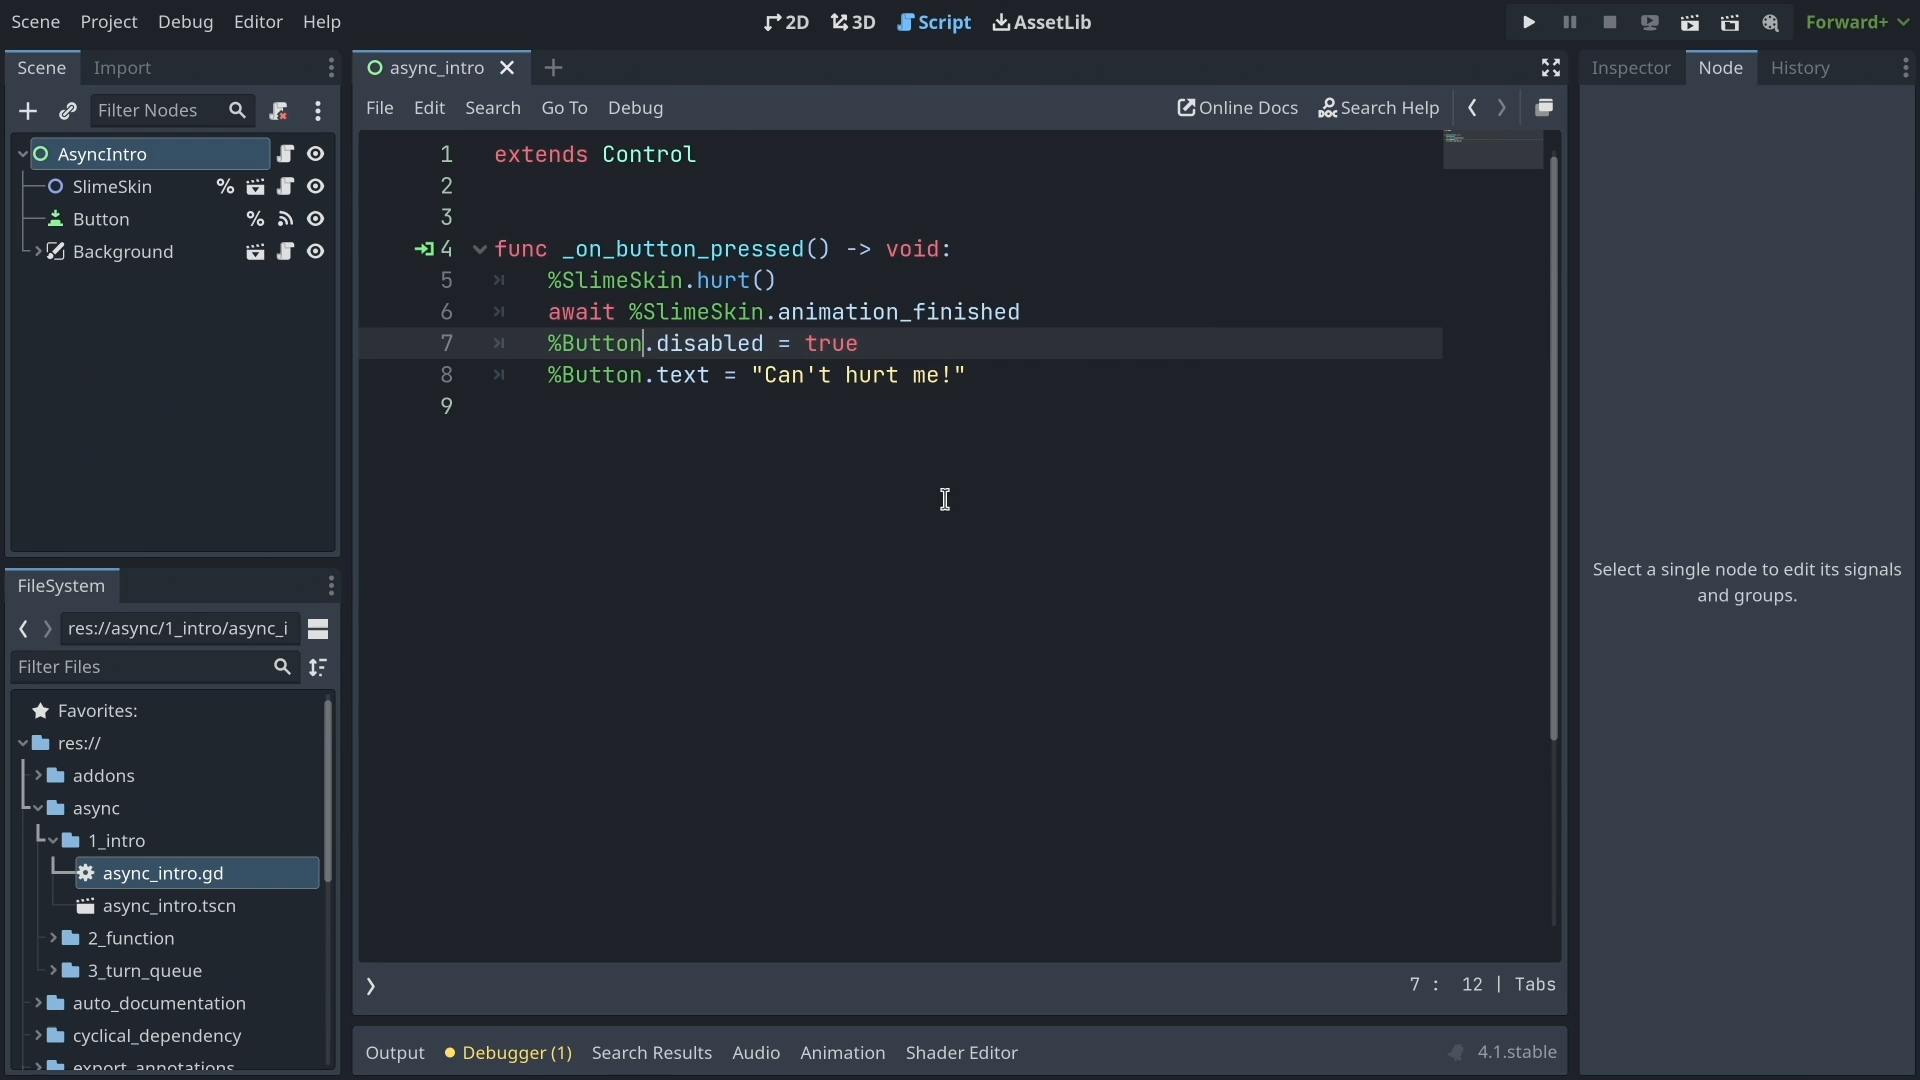 Scene Project Debug Editor Help
2D 3D Script AssetLib
Forward+
Scene Import
Filter Nodes
AsyncIntro
SlimeSkin %
Button %
Background
FileSystem
res://async/1_intro/async_i
Filter Files
Favorites:
res://
addons
async
1_intro
async_intro.gd
async_intro.tscn
2_function
3_turn_queue
auto_documentation
cyclical_dependency
export_annotations
async_intro
File Edit Search Go To Debug
Online Docs Search Help
1 extends Control
2
3
4 func _on_button_pressed() -> void:
5 %SlimeSkin.hurt()
6 await %SlimeSkin.animation_finished
7 %Button.disabled = true
8 %Button.text = "Can't hurt me!"
9
7 : 12 | Tabs
Output Debugger (1) Search Results Audio Animation Shader Editor
4.1.stable
Inspector Node History
Select a single node to edit its signals
and groups.